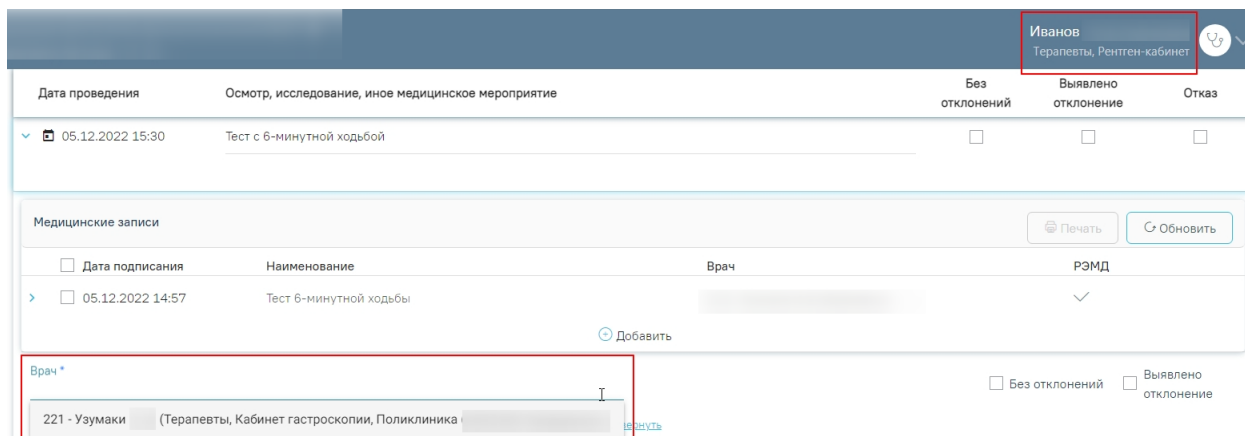 Иванов
Терапевты, Рентген-кабинет
Дата проведения Осмотр, исследование, иное медицинское мероприятие Без отклонений Выявлено отклонение Отказ
05.12.2022 15:30 Тест с 6-минутной ходьбой
Медицинские записи Печать Обновить
Дата подписания Наименование Врач РЭМД
05.12.2022 14:57 Тест 6-минутной ходьбы
Добавить
Врач * Без отклонений Выявлено отклонение
221 - Узумаки (Терапевты, Кабинет гастроскопии, Поликлиника